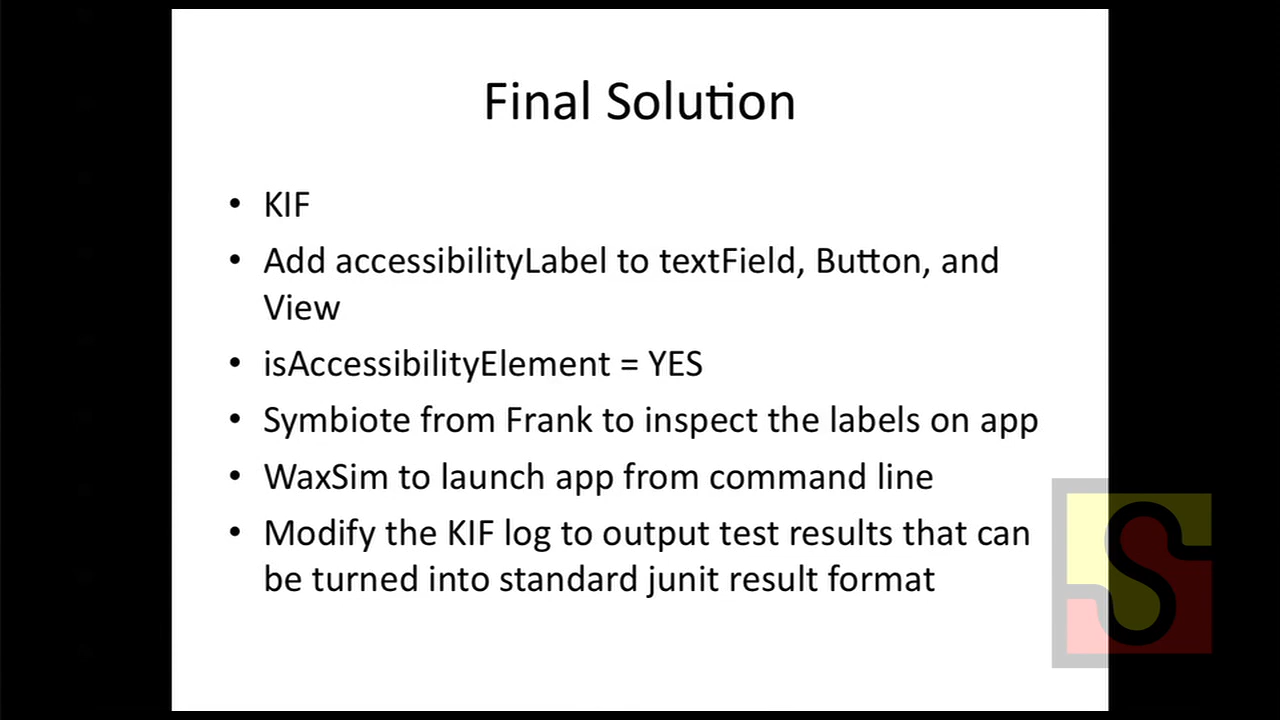 Final Solution
• KIF
• Add accessibilityLabel to textField, Button, and
View
• isAccessibilityElement = YES
• Symbiote from Frank to inspect the labels on app
• WaxSim to launch app from command line
• Modify the KIF log to output test results that can
be turned into standard junit result format
S